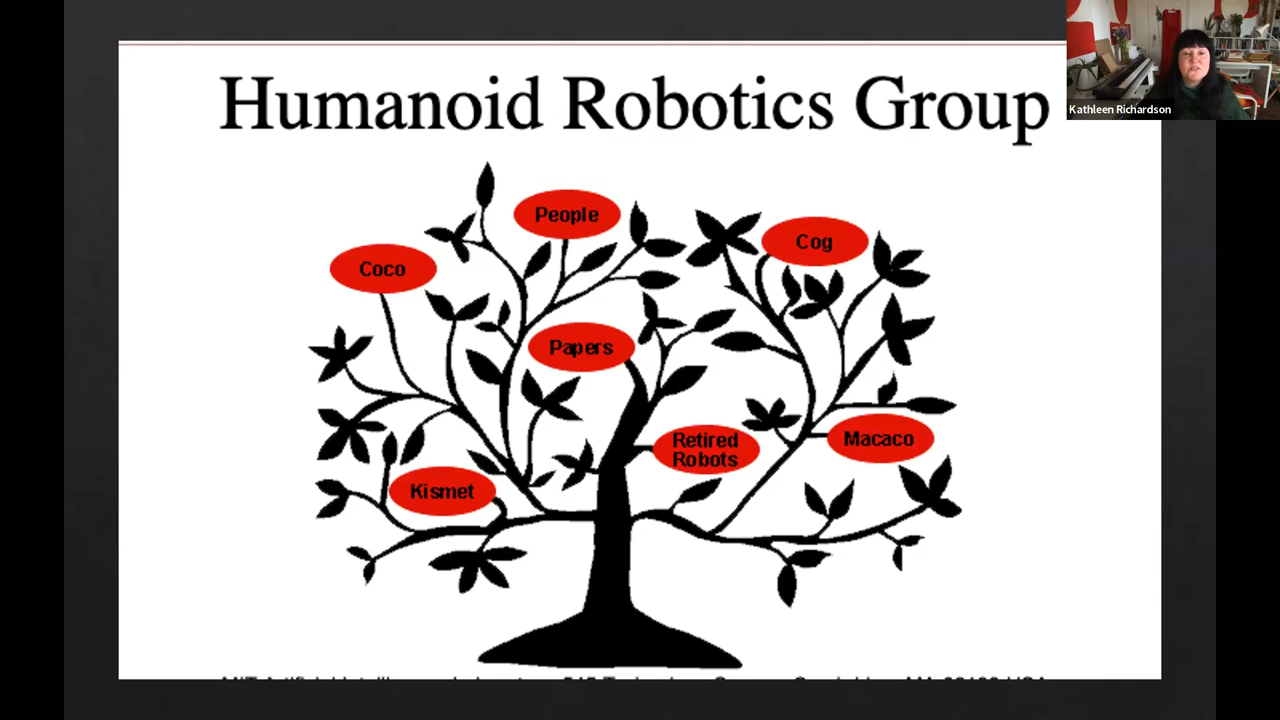 Humanoid Robotics Group
Kathleen Richardson
People
Cog
Coco
Papers
Retired
Robots
Macaco
Kismet